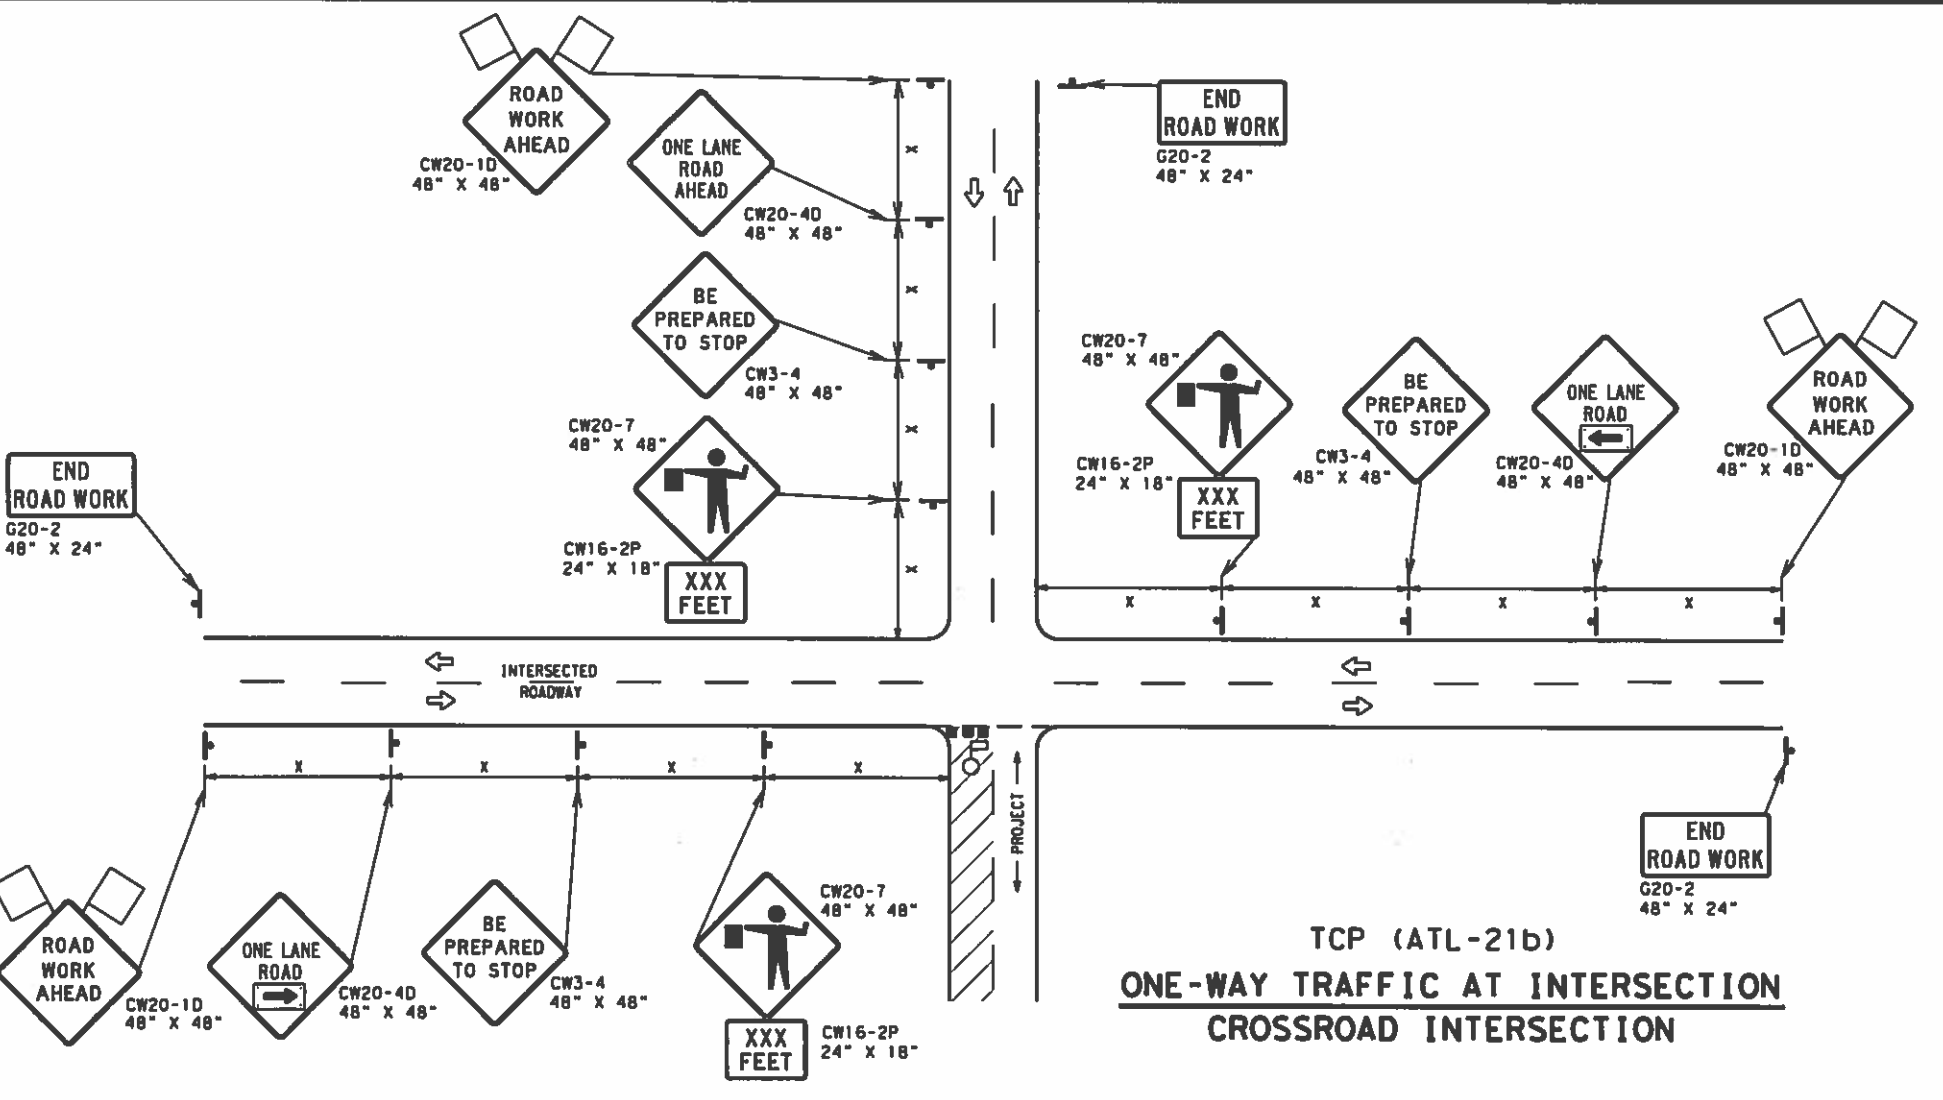 ROAD
WORK
AHEAD
CW20-1D
48" X 48"
ONE LANE
ROAD
AHEAD
CW20-4D
48" X 48"
X
END
ROAD WORK
G20-2
48" X 24"
BE
PREPARED
TO STOP
CW3-4
48" X 48"
X
CW20-7
48" X 48"
X
CW16-2P
24" X 18"
XXX
FEET
X
END
ROAD WORK
G20-2
48" X 24"
CW20-7
48" X 48"
CW16-2P
24" X 18"
XXX
FEET
BE
PREPARED
TO STOP
CW3-4
48" X 48"
ONE LANE
ROAD
CW20-4D
48" X 48"
ROAD
WORK
AHEAD
CW20-1D
48" X 48"
X
X
X
X
INTERSECTED
ROADWAY
X
X
X
X
ROAD
WORK
AHEAD
CW20-1D
48" X 48"
ONE LANE
ROAD
CW20-4D
48" X 48"
BE
PREPARED
TO STOP
CW3-4
48" X 48"
CW20-7
48" X 48"
XXX
FEET
CW16-2P
24" X 18"
PROJECT
END
ROAD WORK
G20-2
48" X 24"
TCP (ATL-21b)
ONE-WAY TRAFFIC AT INTERSECTION
CROSSROAD INTERSECTION